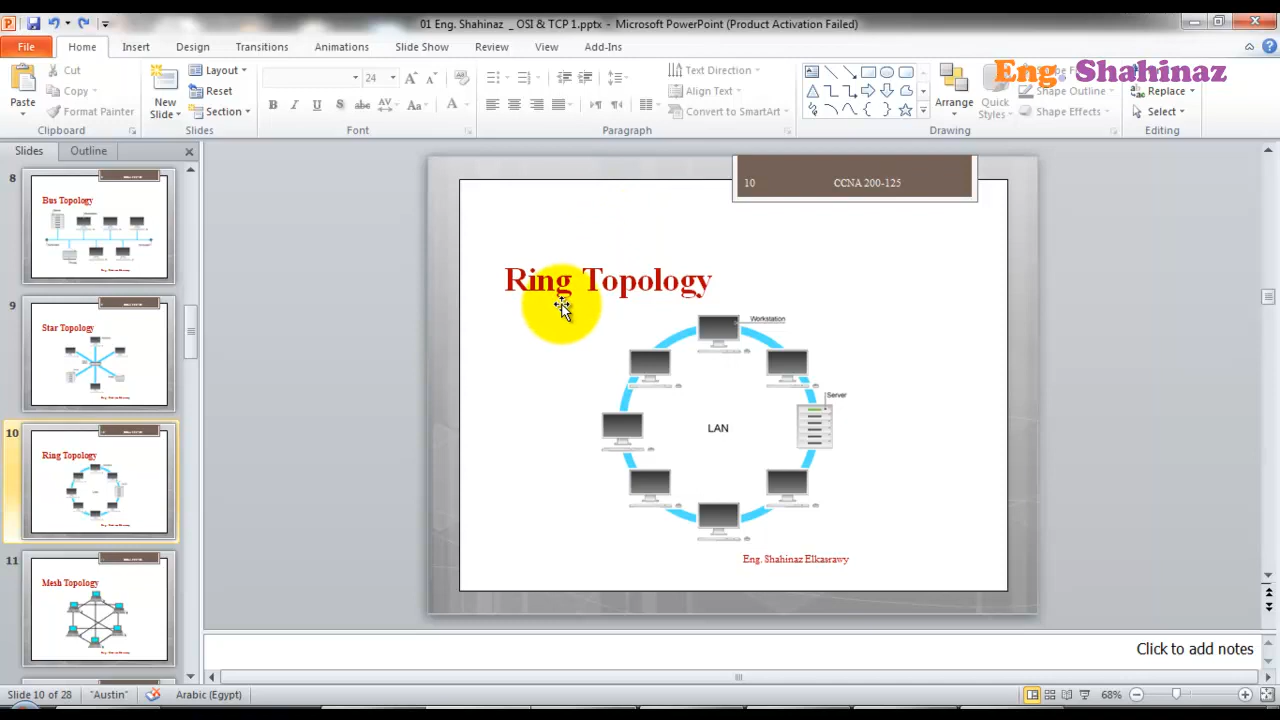 01 Eng. Shahinaz _ OSI & TCP 1.pptx - Microsoft PowerPoint (Product Activation Failed)
File Home Insert Design Transitions Animations Slide Show Review View Add-Ins
Eng. Shahinaz
Paste
Cut
Copy
Format Painter
Clipboard
New Slide
Layout
Reset
Section
Slides
24
Font
Text Direction
Align Text
Convert to SmartArt
Paragraph
Arrange
Quick Styles
Shape Outline
Shape Effects
Drawing
Replace
Select
Editing
Slides Outline
8
Bus Topology
9
Star Topology
10
Ring Topology
11
Mesh Topology
10 CCNA 200-125
Ring Topology
Workstation
Server
LAN
Eng. Shahinaz Elkasrawy
Click to add notes
Slide 10 of 28 "Austin" Arabic (Egypt) 68%